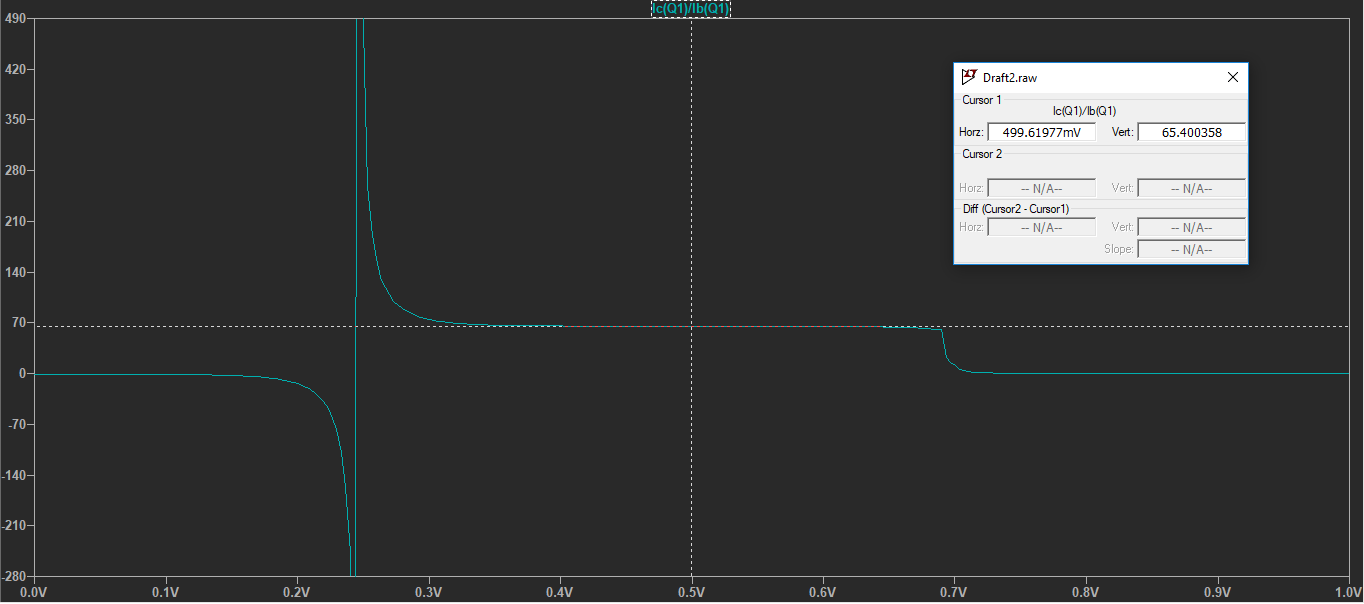 Ic(Q1)/Ib(Q1)
490
420
350
280
210
140
70
0
-70
-140
-210
-280
0.0V 0.1V 0.2V 0.3V 0.4V 0.5V 0.6V 0.7V 0.8V 0.9V 1.0V
Draft2.raw
Cursor 1
Ic(Q1)/Ib(Q1)
Horz: 499.61977mV Vert: 65.400358
Cursor 2
Horz: -- N/A-- Vert: -- N/A--
Diff (Cursor2 - Cursor1)
Horz: -- N/A-- Vert: -- N/A--
Slope: -- N/A--